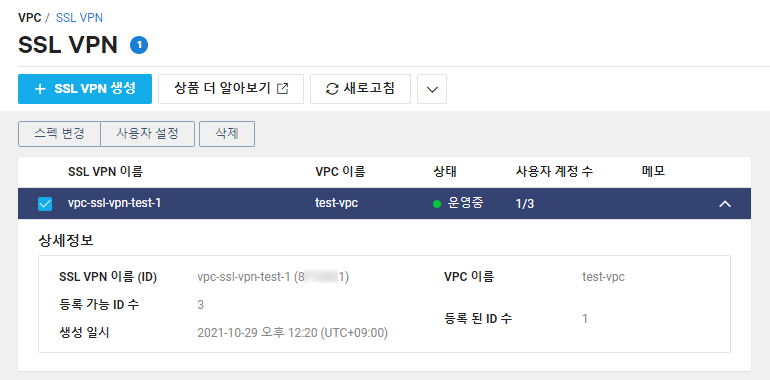 VPC / SSL VPN
SSL VPN 1
+ SSL VPN 생성 상품 더 알아보기 새로고침
스펙 변경 사용자 설정 삭제
SSL VPN 이름 VPC 이름 상태 사용자 계정 수 메모
vpc-ssl-vpn-test-1 test-vpc 운영중 1/3
상세정보
SSL VPN 이름 (ID) vpc-ssl-vpn-test-1 (8 1) VPC 이름 test-vpc
등록 가능 ID 수 3
등록 된 ID 수 1
생성 일시 2021-10-29 오후 12:20 (UTC+09:00)